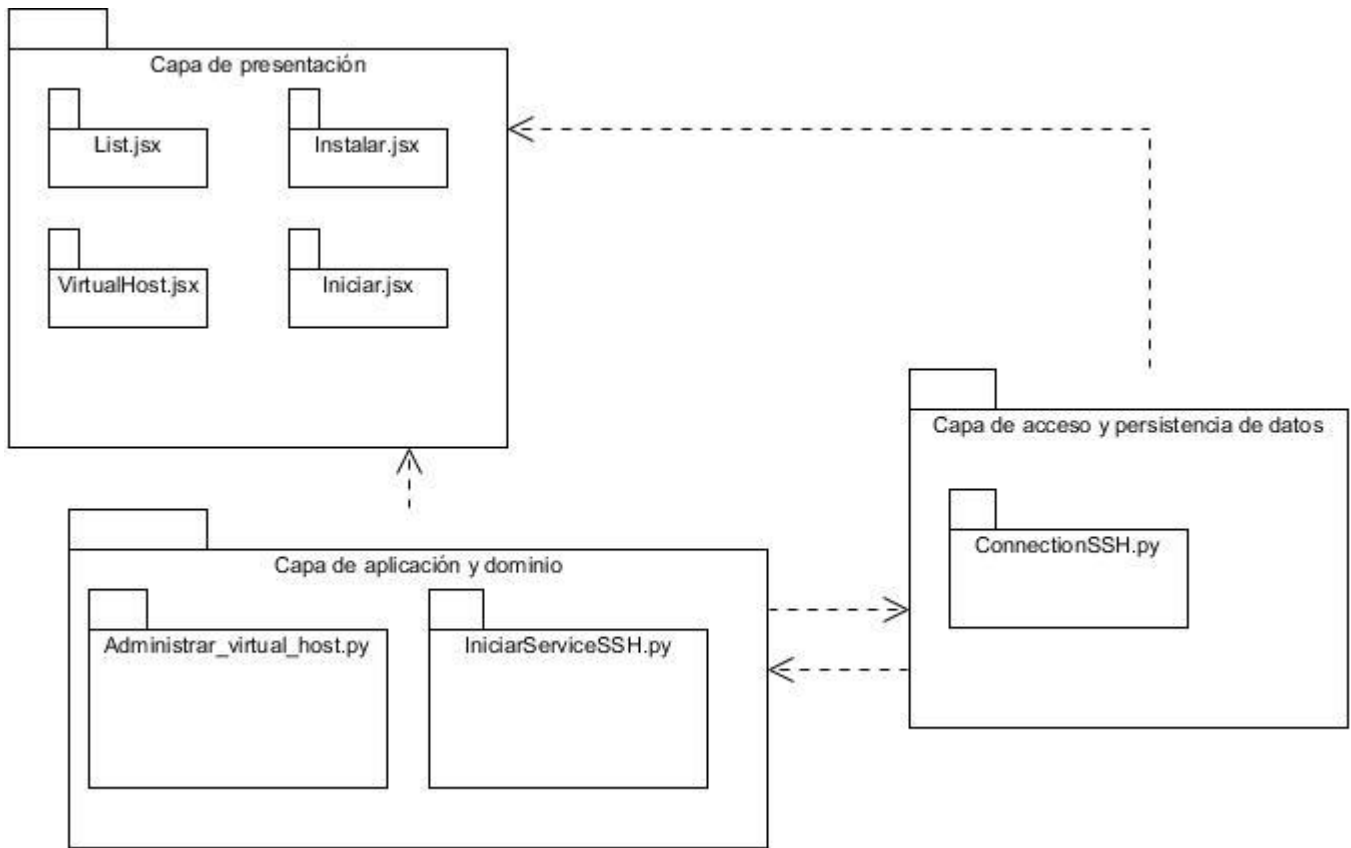 Capa de presentación
List.jsx
Instalar.jsx
VirtualHost.jsx
Iniciar.jsx
Capa de acceso y persistencia de datos
ConnectionSSH.py
Capa de aplicación y dominio
Administrar_virtual_host.py
IniciarServiceSSH.py